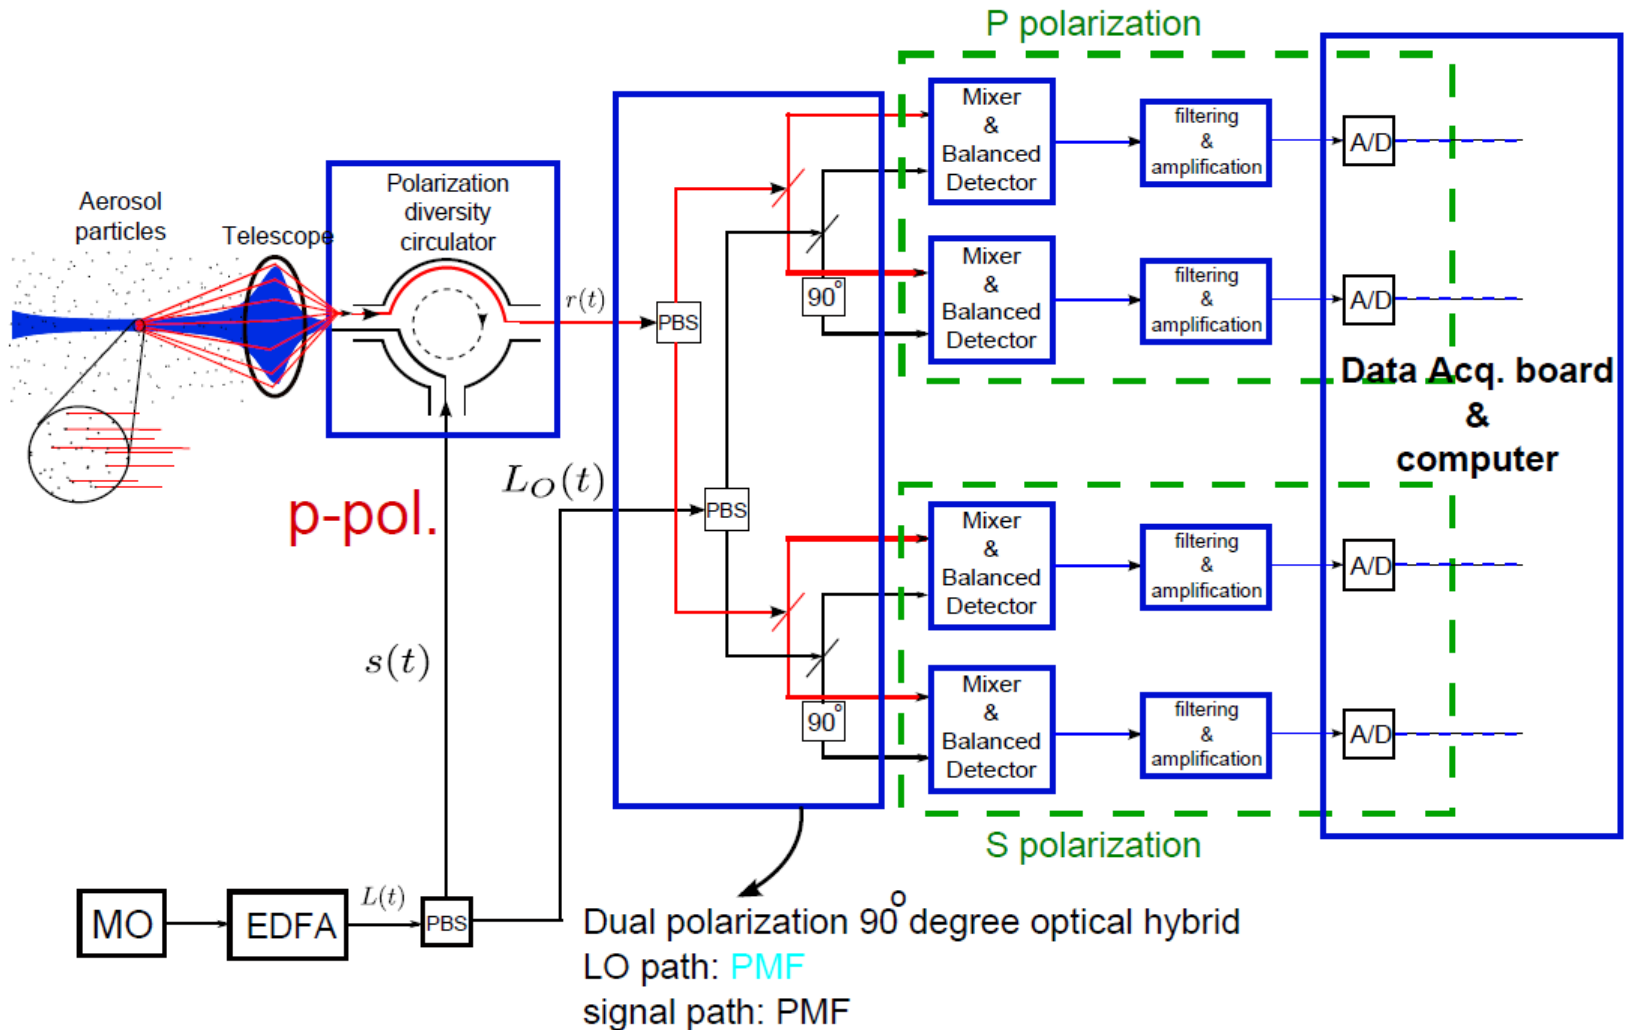 P polarization
Mixer
&
Balanced
Detector
filtering
&
amplification
A/D
Polarization
diversity
circulator
Aerosol
particles
Telescope
r(t)
PBS
90°
Mixer
&
Balanced
Detector
filtering
&
amplification
A/D
Data Acq. board
&
computer
p-pol.
L_O(t)
PBS
Mixer
&
Balanced
Detector
filtering
&
amplification
A/D
s(t)
90°
Mixer
&
Balanced
Detector
filtering
&
amplification
A/D
S polarization
MO
EDFA
L(t)
PBS
Dual polarization 90° degree optical hybrid
LO path: PMF
signal path: PMF